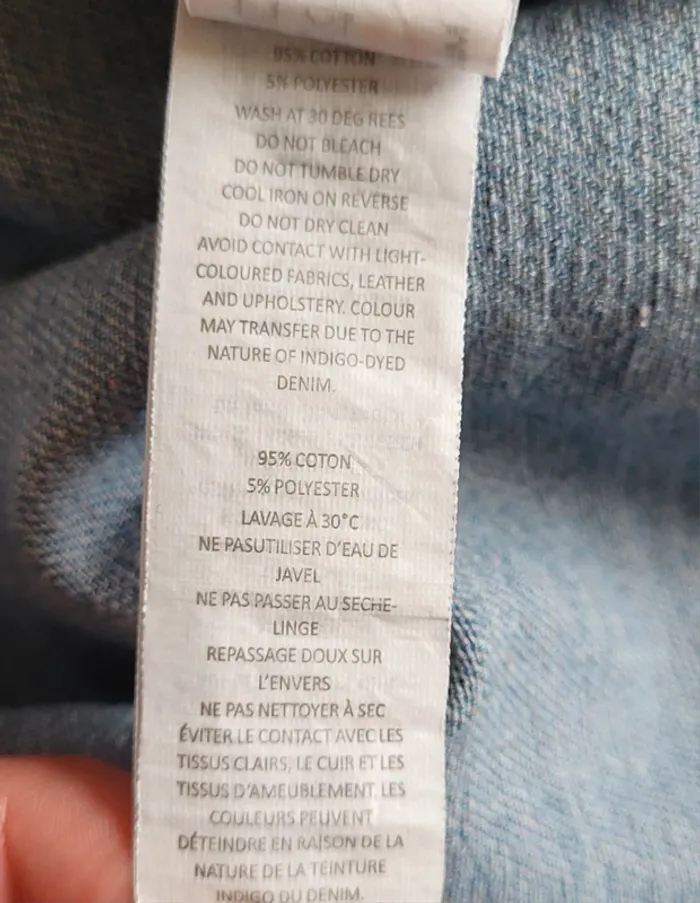 95% COTTON
5% POLYESTER
WASH AT 30 DEG REES
DO NOT BLEACH
DO NOT TUMBLE DRY
COOL IRON ON REVERSE
DO NOT DRY CLEAN
AVOID CONTACT WITH LIGHT-
COLOURED FABRICS, LEATHER
AND UPHOLSTERY. COLOUR
MAY TRANSFER DUE TO THE
NATURE OF INDIGO-DYED
DENIM.
95% COTON
5% POLYESTER
LAVAGE À 30°C
NE PASUTILISER D'EAU DE
JAVEL
NE PAS PASSER AU SECHE-
LINGE
REPASSAGE DOUX SUR
L'ENVERS
NE PAS NETTOYER À SEC
ÉVITER LE CONTACT AVEC LES
TISSUS CLAIRS, LE CUIR ET LES
TISSUS D'AMEUBLEMENT. LES
COULEURS PEUVENT
DÉTEINDRE EN RAISON DE LA
NATURE DE LA TEINTURE
INDIGO DU DENIM.